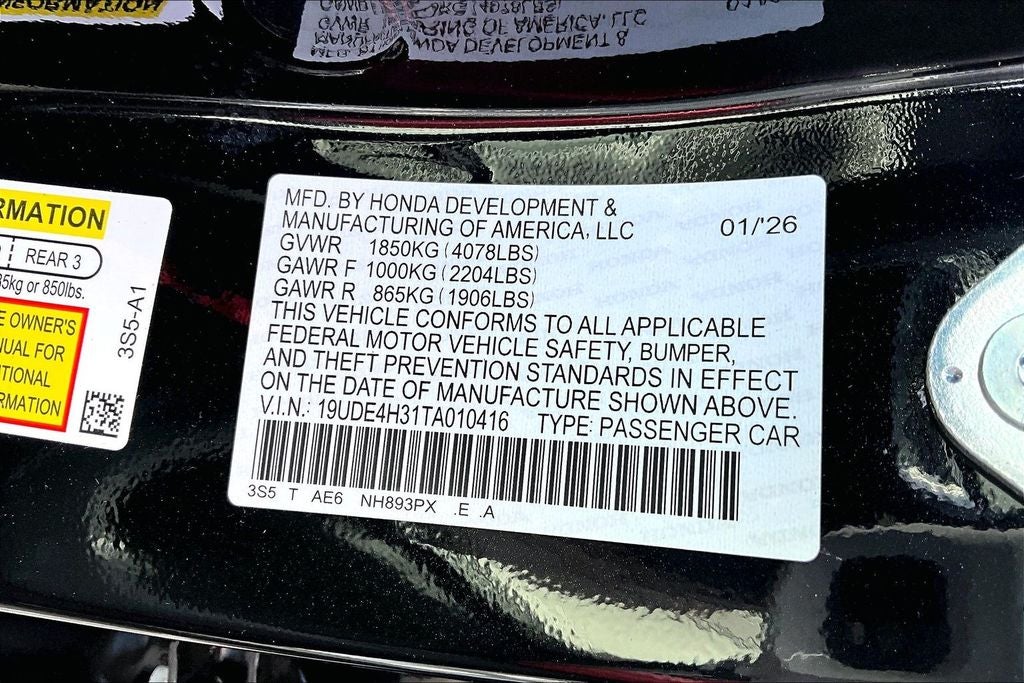 RMATION
REAR 3
35kg or 850lbs.
E OWNER'S
NUAL FOR
ITIONAL
RMATION
3S5-A1
MFD. BY HONDA DEVELOPMENT &
MANUFACTURING OF AMERICA, LLC 01/'26
GVWR 1850KG (4078LBS)
GAWR F 1000KG (2204LBS)
GAWR R 865KG (1906LBS)
THIS VEHICLE CONFORMS TO ALL APPLICABLE
FEDERAL MOTOR VEHICLE SAFETY, BUMPER,
AND THEFT PREVENTION STANDARDS IN EFFECT
ON THE DATE OF MANUFACTURE SHOWN ABOVE.
V.I.N.: 19UDE4H31TA010416 TYPE: PASSENGER CAR
3S5 T AE6 NH893PX .E .A